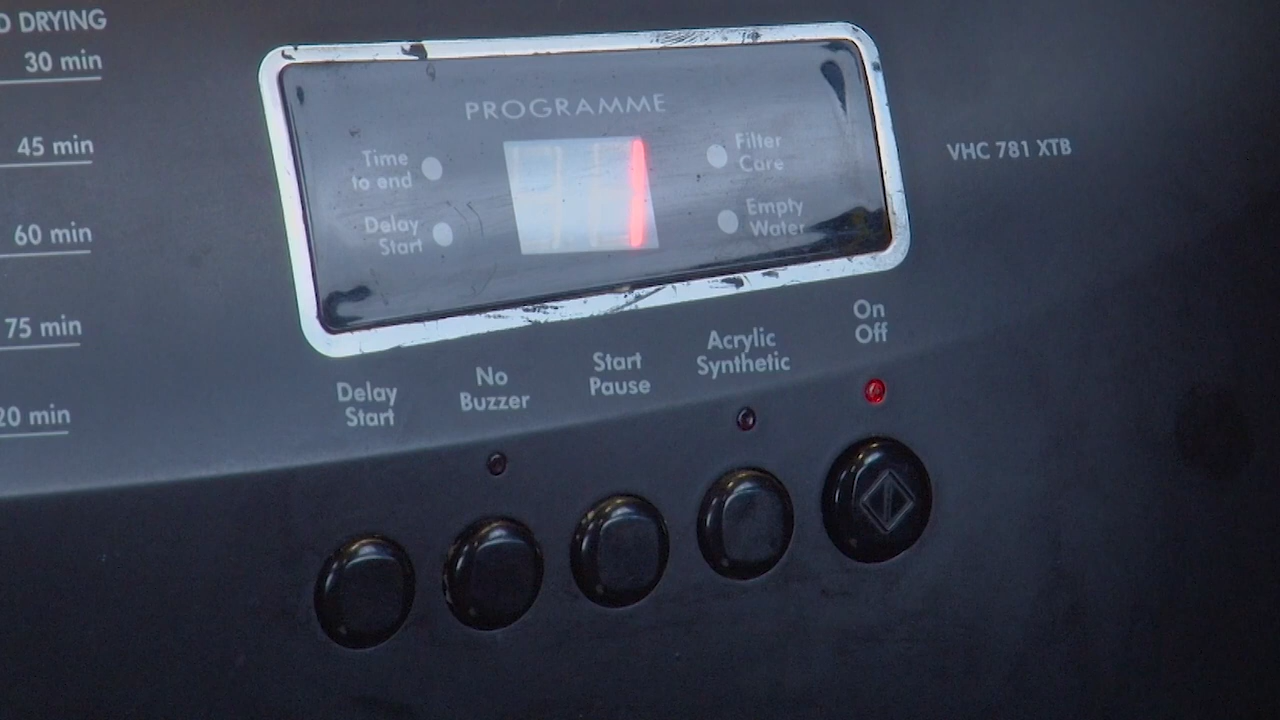 DRYING
30 min
45 min
60 min
75 min
20 min
PROGRAMME
Time
to end
Delay
Start
1
Filter
Care
Empty
Water
VHC 781 XTB
Delay
Start
No
Buzzer
Start
Pause
Acrylic
Synthetic
On
Off